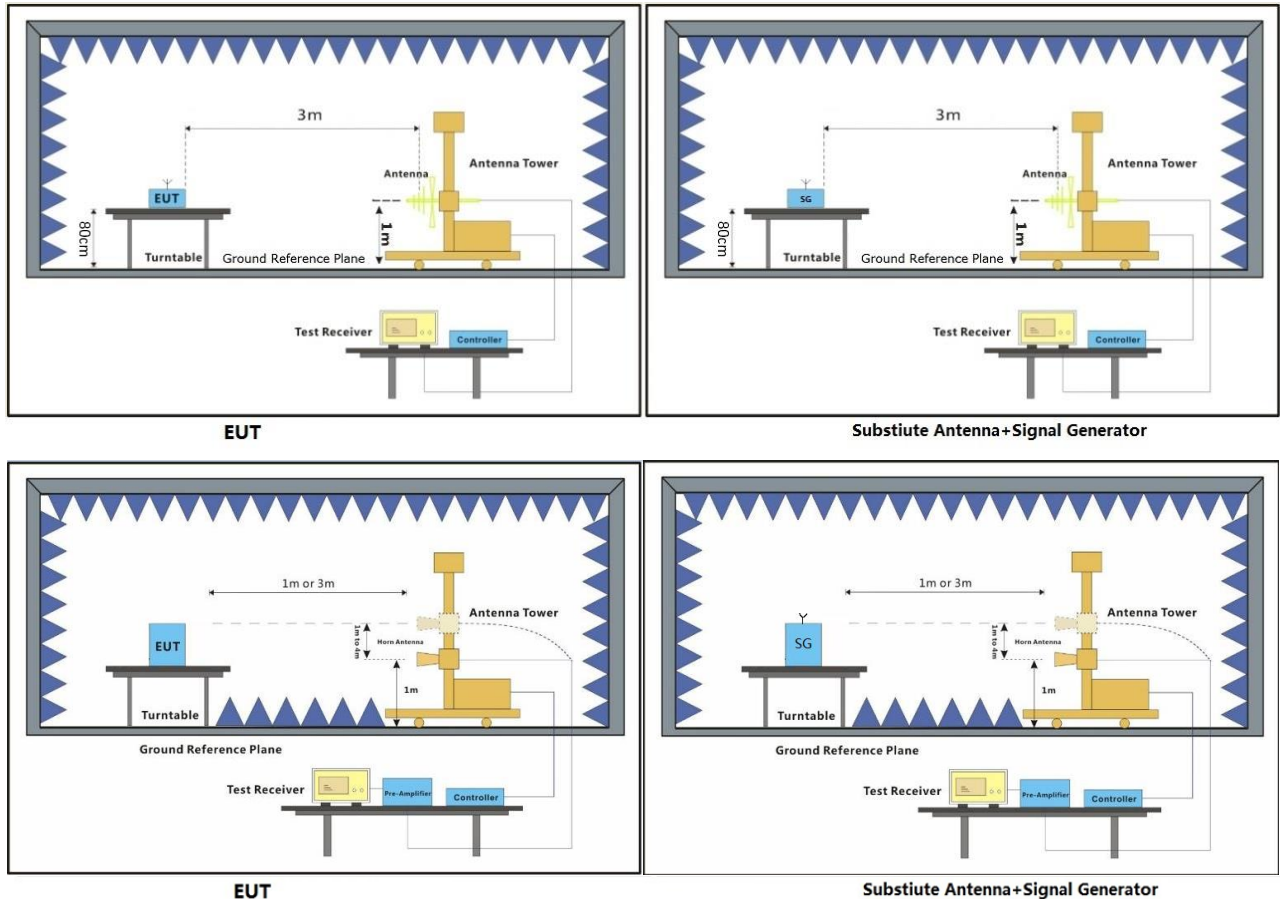 3m
Antenna Tower
Antenna
EUT
80cm
1m
Turntable
Ground Reference Plane
Test Receiver
Controller
EUT
3m
Antenna Tower
Antenna
SG
80cm
1m
Turntable
Ground Reference Plane
Test Receiver
Controller
Substiute Antenna+Signal Generator
1m or 3m
Antenna Tower
1m to 4m
Horn Antenna
EUT
1m
Turntable
Ground Reference Plane
Test Receiver
Pre-Amplifier
Controller
EUT
1m or 3m
Antenna Tower
1m to 4m
Horn Antenna
SG
1m
Turntable
Ground Reference Plane
Test Receiver
Pre-Amplifier
Controller
Substiute Antenna+Signal Generator